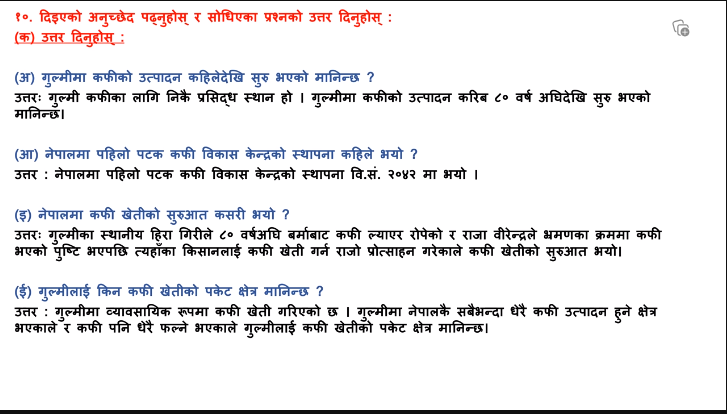 १०. दिइएको अनुच्छेद पढ्नुहोस् र सोधिएका प्रश्नको उत्तर दिनुहोस् :
(क) उत्तर दिनुहोस् :
(अ) गुल्मीमा कफीको उत्पादन कहिलेदेखि सुरु भएको मानिन्छ ?
उत्तरः गुल्मी कफीका लागि निकै प्रसिद्ध स्थान हो । गुल्मीमा कफीको उत्पादन करिब ८० वर्ष अघिदेखि सुरु भएको
मानिन्छ।
(आ) नेपालमा पहिलो पटक कफी विकास केन्द्रको स्थापना कहिले भयो ?
उत्तर : नेपालमा पहिलो पटक कफी विकास केन्द्रको स्थापना वि.सं. २०४२ मा भयो ।
(इ) नेपालमा कफी खेतीको सुरुआत कसरी भयो ?
उत्तरः गुल्मीका स्थानीय हिरा गिरीले ८० वर्षअघि बर्माबाट कफी ल्याएर रोपेको र राजा वीरेन्द्रले भ्रमणका क्रममा कफी
भएको पुष्टि भएपछि त्यहाँका किसानलाई कफी खेती गर्न राजो प्रोत्साहन गरेकाले कफी खेतीको सुरुआत भयो।
(ई) गुल्मीलाई किन कफी खेतीको पकेट क्षेत्र मानिन्छ ?
उत्तर : गुल्मीमा व्यावसायिक रूपमा कफी खेती गरिएको छ । गुल्मीमा नेपालकै सबैभन्दा धेरै कफी उत्पादन हुने क्षेत्र
भएकाले र कफी पनि धेरै फल्ने भएकाले गुल्मीलाई कफी खेतीको पकेट क्षेत्र मानिन्छ।